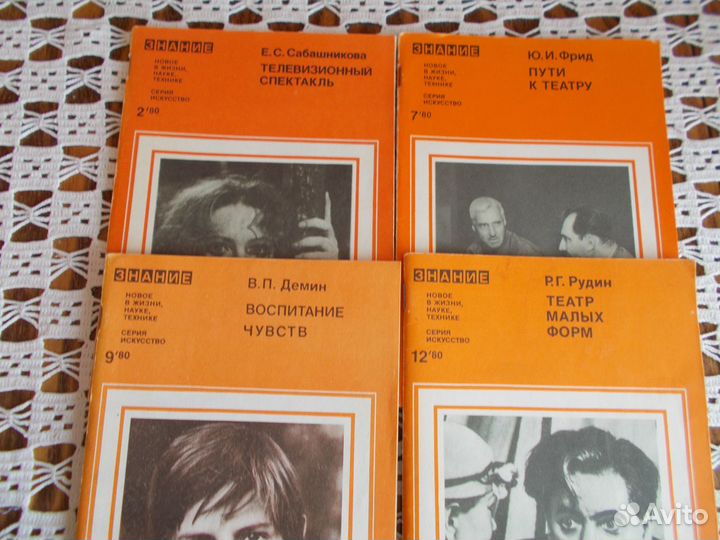 ЗНАНИЕ
НОВОЕ
В ЖИЗНИ,
НАУКЕ,
ТЕХНИКЕ
СЕРИЯ
ИСКУССТВО
2'80
Е.С. Сабашникова
ТЕЛЕВИЗИОННЫЙ
СПЕКТАКЛЬ
ЗНАНИЕ
НОВОЕ
В ЖИЗНИ,
НАУКЕ,
ТЕХНИКЕ
СЕРИЯ
ИСКУССТВО
7'80
Ю.И. Фрид
ПУТИ
К ТЕАТРУ
ЗНАНИЕ
НОВОЕ
В ЖИЗНИ,
НАУКЕ,
ТЕХНИКЕ
СЕРИЯ
ИСКУССТВО
9'80
В.П. Демин
ВОСПИТАНИЕ
ЧУВСТВ
ЗНАНИЕ
НОВОЕ
В ЖИЗНИ,
НАУКЕ,
ТЕХНИКЕ
СЕРИЯ
ИСКУССТВО
12'80
Р.Г. Рудин
ТЕАТР
МАЛЫХ
ФОРМ
Avito